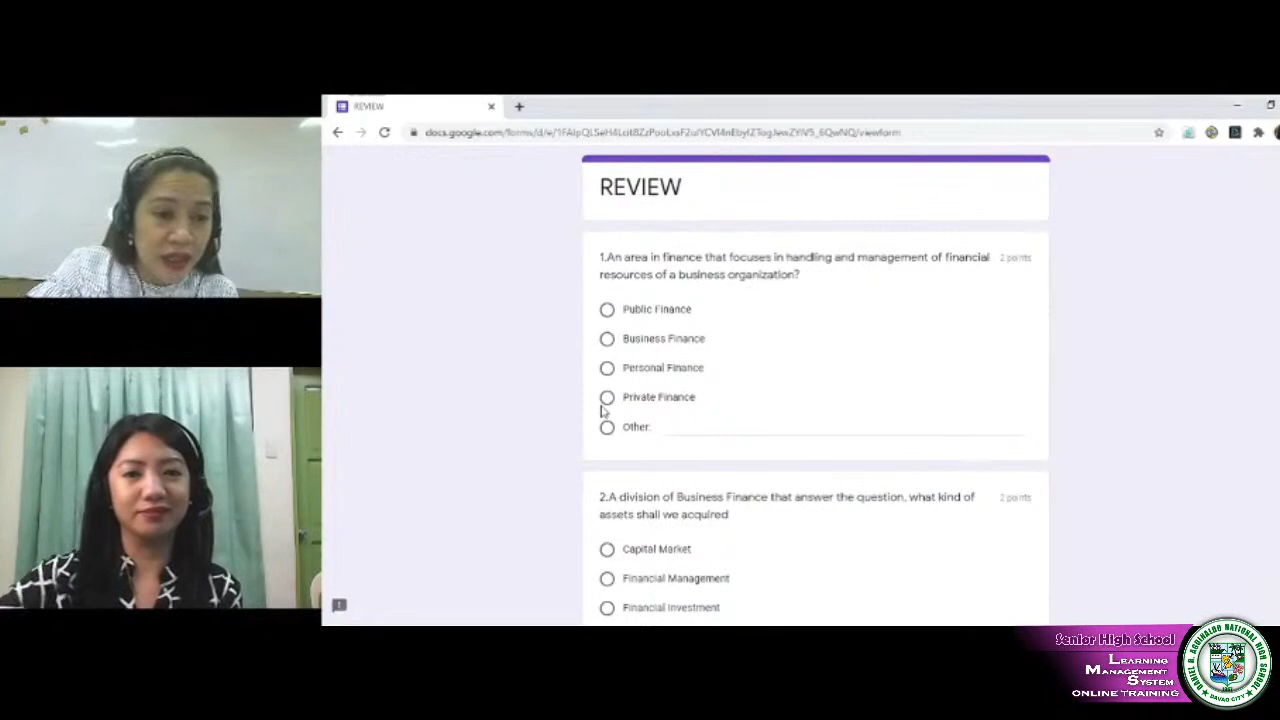 REVIEW
REVIEW
1.An area in finance that focuses in handling and management of financial
resources of a business organization?
2 points
Public Finance
Business Finance
Personal Finance
Private Finance
Other:
2.A division of Business Finance that answer the question, what kind of
assets shall we acquired
2 points
Capital Market
Financial Management
Financial Investment
Senior High School
Learning
Management
System
ONLINE TRAINING
DAVAO CITY